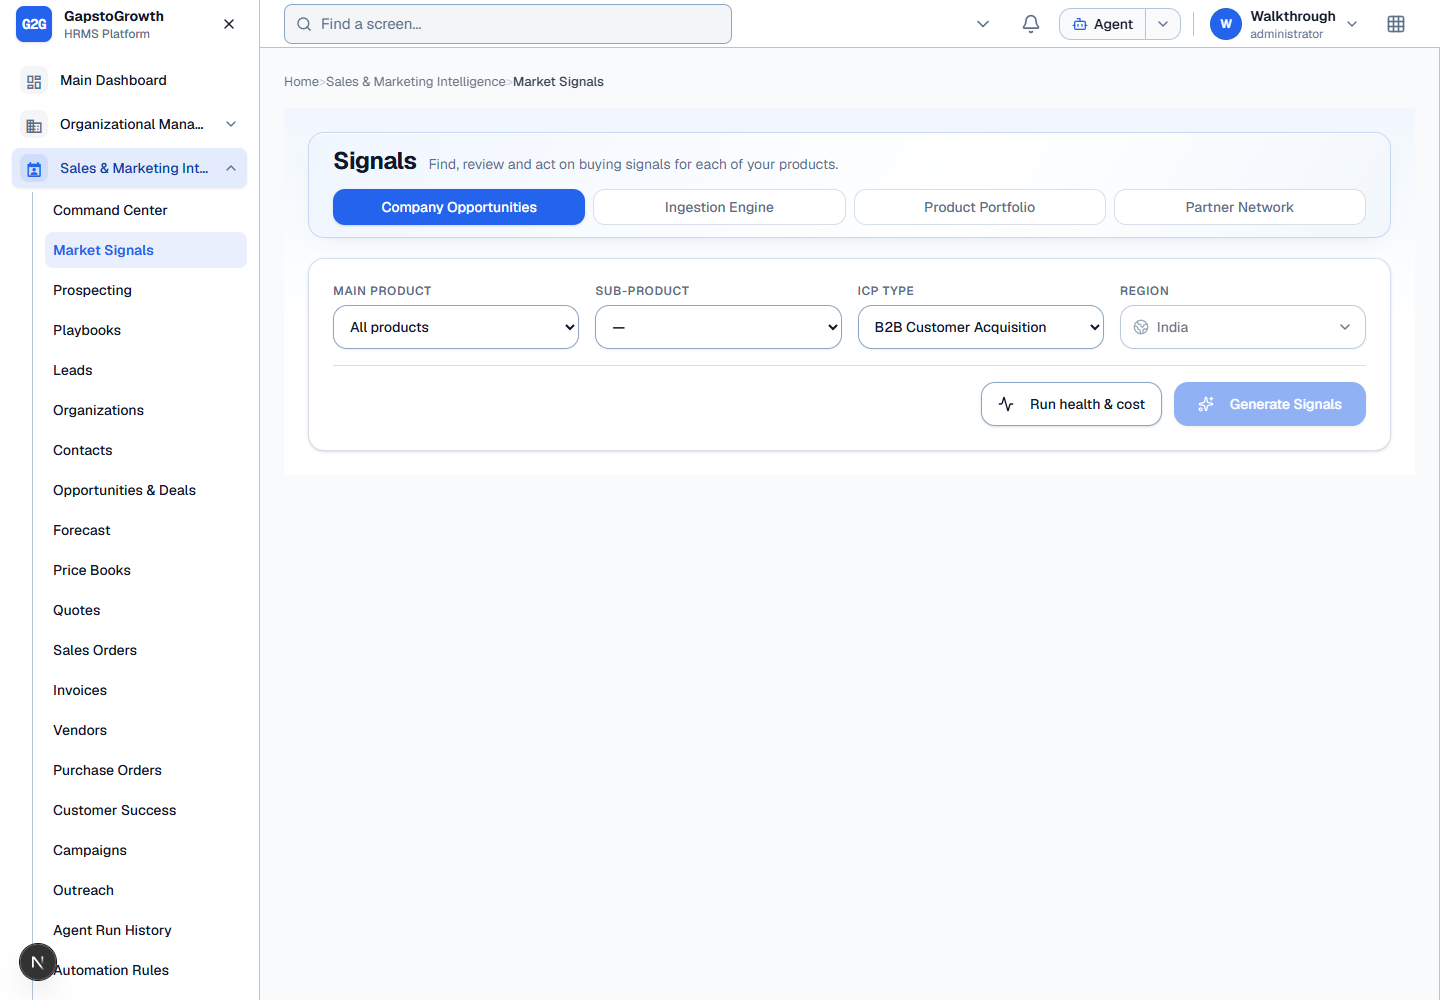 G2G
GapstoGrowth
HRMS Platform
Find a screen...
Agent
W
Walkthrough
administrator
Main Dashboard
Organizational Mana...
Sales & Marketing Int...
Command Center
Market Signals
Prospecting
Playbooks
Leads
Organizations
Contacts
Opportunities & Deals
Forecast
Price Books
Quotes
Sales Orders
Invoices
Vendors
Purchase Orders
Customer Success
Campaigns
Outreach
Agent Run History
N
Automation Rules
Home>Sales & Marketing Intelligence>Market Signals
Signals Find, review and act on buying signals for each of your products.
Company Opportunities
Ingestion Engine
Product Portfolio
Partner Network
MAIN PRODUCT
All products
SUB-PRODUCT
—
ICP TYPE
B2B Customer Acquisition
REGION
India
Run health & cost
Generate Signals